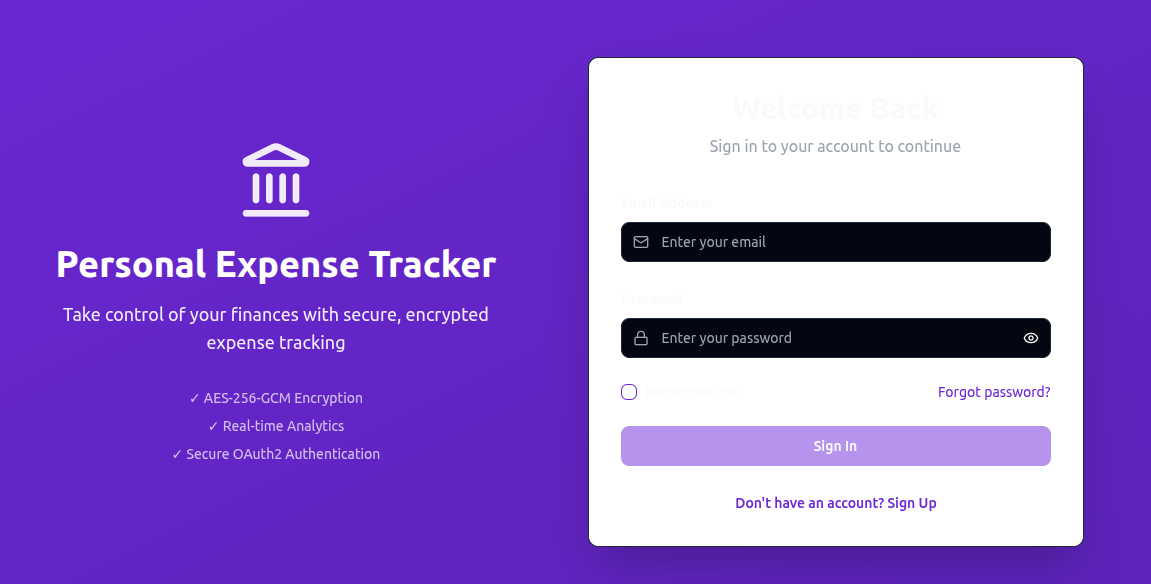 Personal Expense Tracker
Take control of your finances with secure, encrypted
expense tracking
✓ AES-256-GCM Encryption
✓ Real-time Analytics
✓ Secure OAuth2 Authentication
Welcome Back
Sign in to your account to continue
Email Address
Enter your email
Password
Enter your password
Remember me
Forgot password?
Sign In
Don't have an account? Sign Up